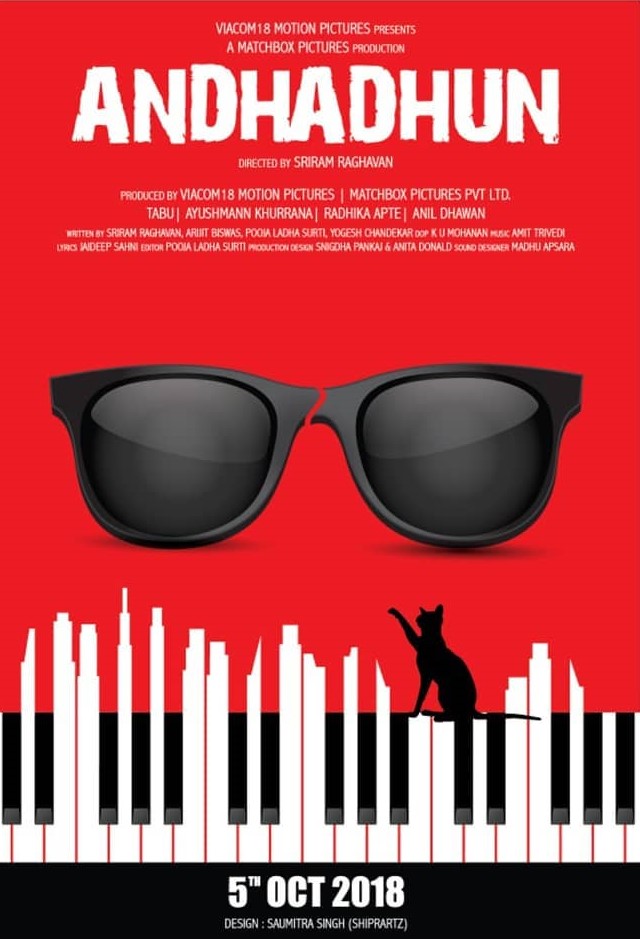 VIACOM18 MOTION PICTURES PRESENTS
A MATCHBOX PICTURES PRODUCTION
ANDHADHUN
DIRECTED BY SRIRAM RAGHAVAN
PRODUCED BY VIACOM18 MOTION PICTURES | MATCHBOX PICTURES PVT LTD.
TABU| AYUSHMANN KHURRANA| RADHIKA APTE| ANIL DHAWAN
WRITTEN BY SRIRAM RAGHAVAN, ARIJIT BISWAS, POOJA LADHA SURTI, YOGESH CHANDEKAR DOP K U MOHANAN MUSIC AMIT TRIVEDI
LYRICS JAIDEEP SAHNI EDITOR POOJA LADHA SURTI PRODUCTION DESIGN SNIGDHA PANKAJ & ANITA DONALD SOUND DESIGNER MADHU APSARA
5TH OCT 2018
DESIGN : SAUMITRA SINGH (SHIPRARTZ)